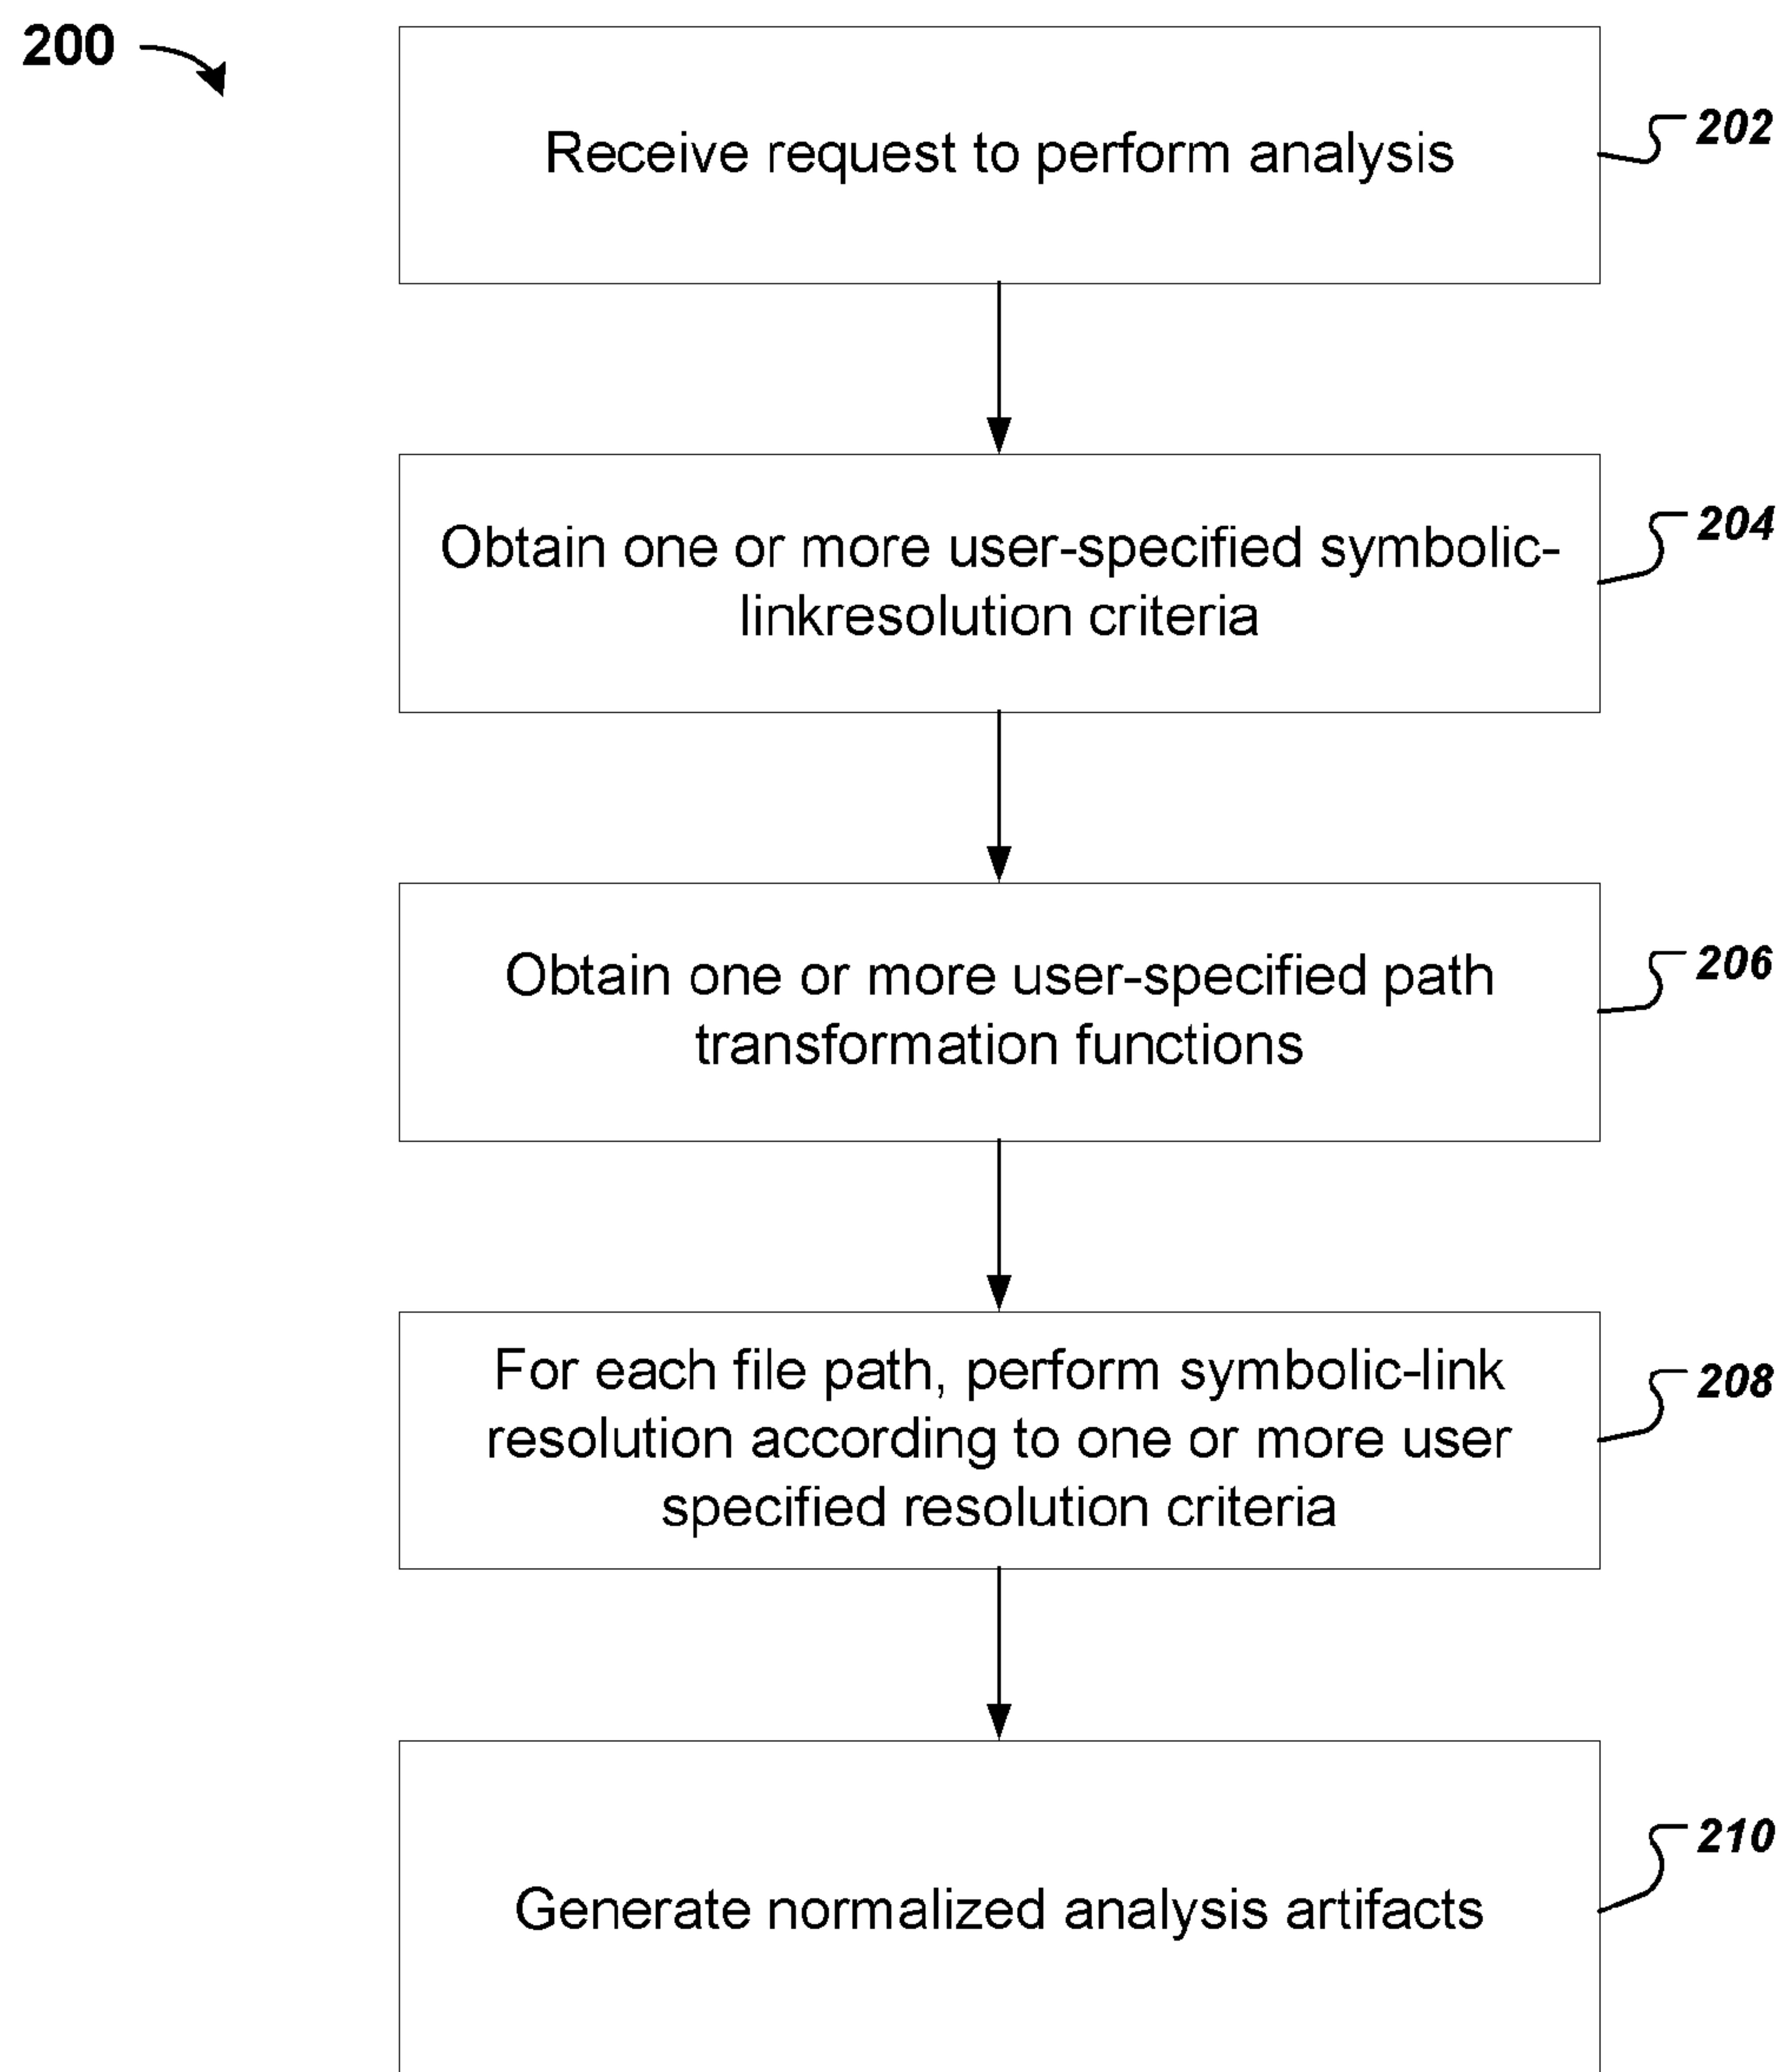 200
Receive request to perform analysis
202
Obtain one or more user-specified symbolic-
linkresolution criteria
204
Obtain one or more user-specified path
transformation functions
206
For each file path, perform symbolic-link
resolution according to one or more user
specified resolution criteria
208
Generate normalized analysis artifacts
210